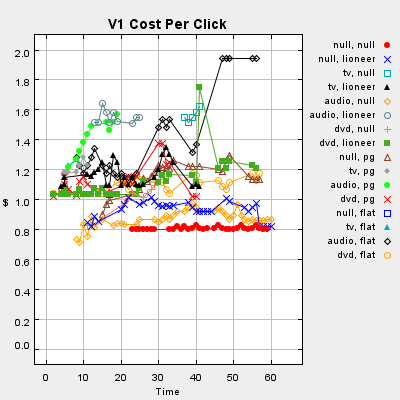 V1 Cost Per Click
2.0
1.8
1.6
1.4
1.2
1.0
0.8
0.6
0.4
0.2
0.0
$
0 10 20 30 40 50 60
Time
null, null
null, lioneer
tv, null
tv, lioneer
audio, null
audio, lioneer
dvd, null
dvd, lioneer
null, pg
tv, pg
audio, pg
dvd, pg
null, flat
tv, flat
audio, flat
dvd, flat